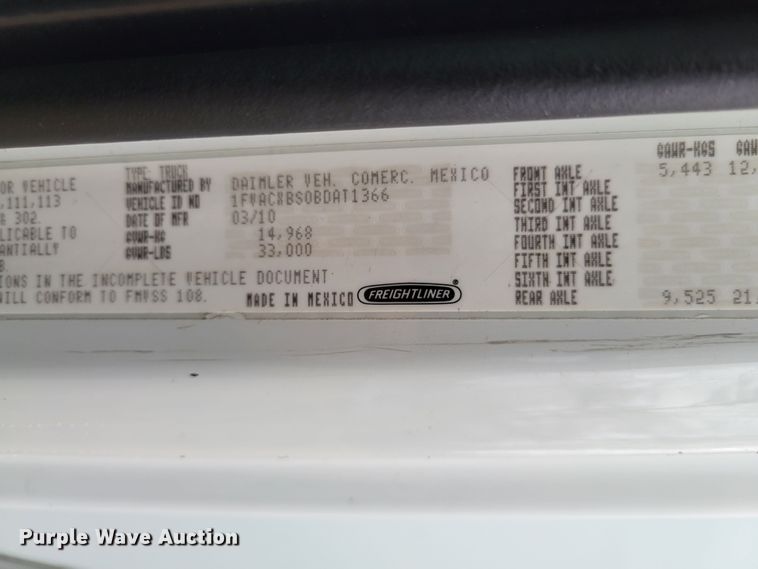 OR VEHICLE
,111,113
& 302.
LICABLE TO
ANTIALLY
B.
IONS IN THE INCOMPLETE VEHICLE DOCUMENT
WILL CONFORM TO FMVSS 108.
TYPE: TRUCK
MANUFACTURED BY DAIMLER VEH. COMERC. MEXICO
VEHICLE ID NO 1FVACXBS0BDAT1366
DATE OF MFR 03/10
GVWR-KG 14,968
GVWR-LBS 33,000
MADE IN MEXICO FREIGHTLINER
GAWR-KGS GAW
FRONT AXLE 5,443 12,
FIRST INT AXLE
SECOND INT AXLE
THIRD INT AXLE
FOURTH INT AXLE
FIFTH INT AXLE
SIXTH INT AXLE
REAR AXLE 9,525 21,
Purple Wave Auction